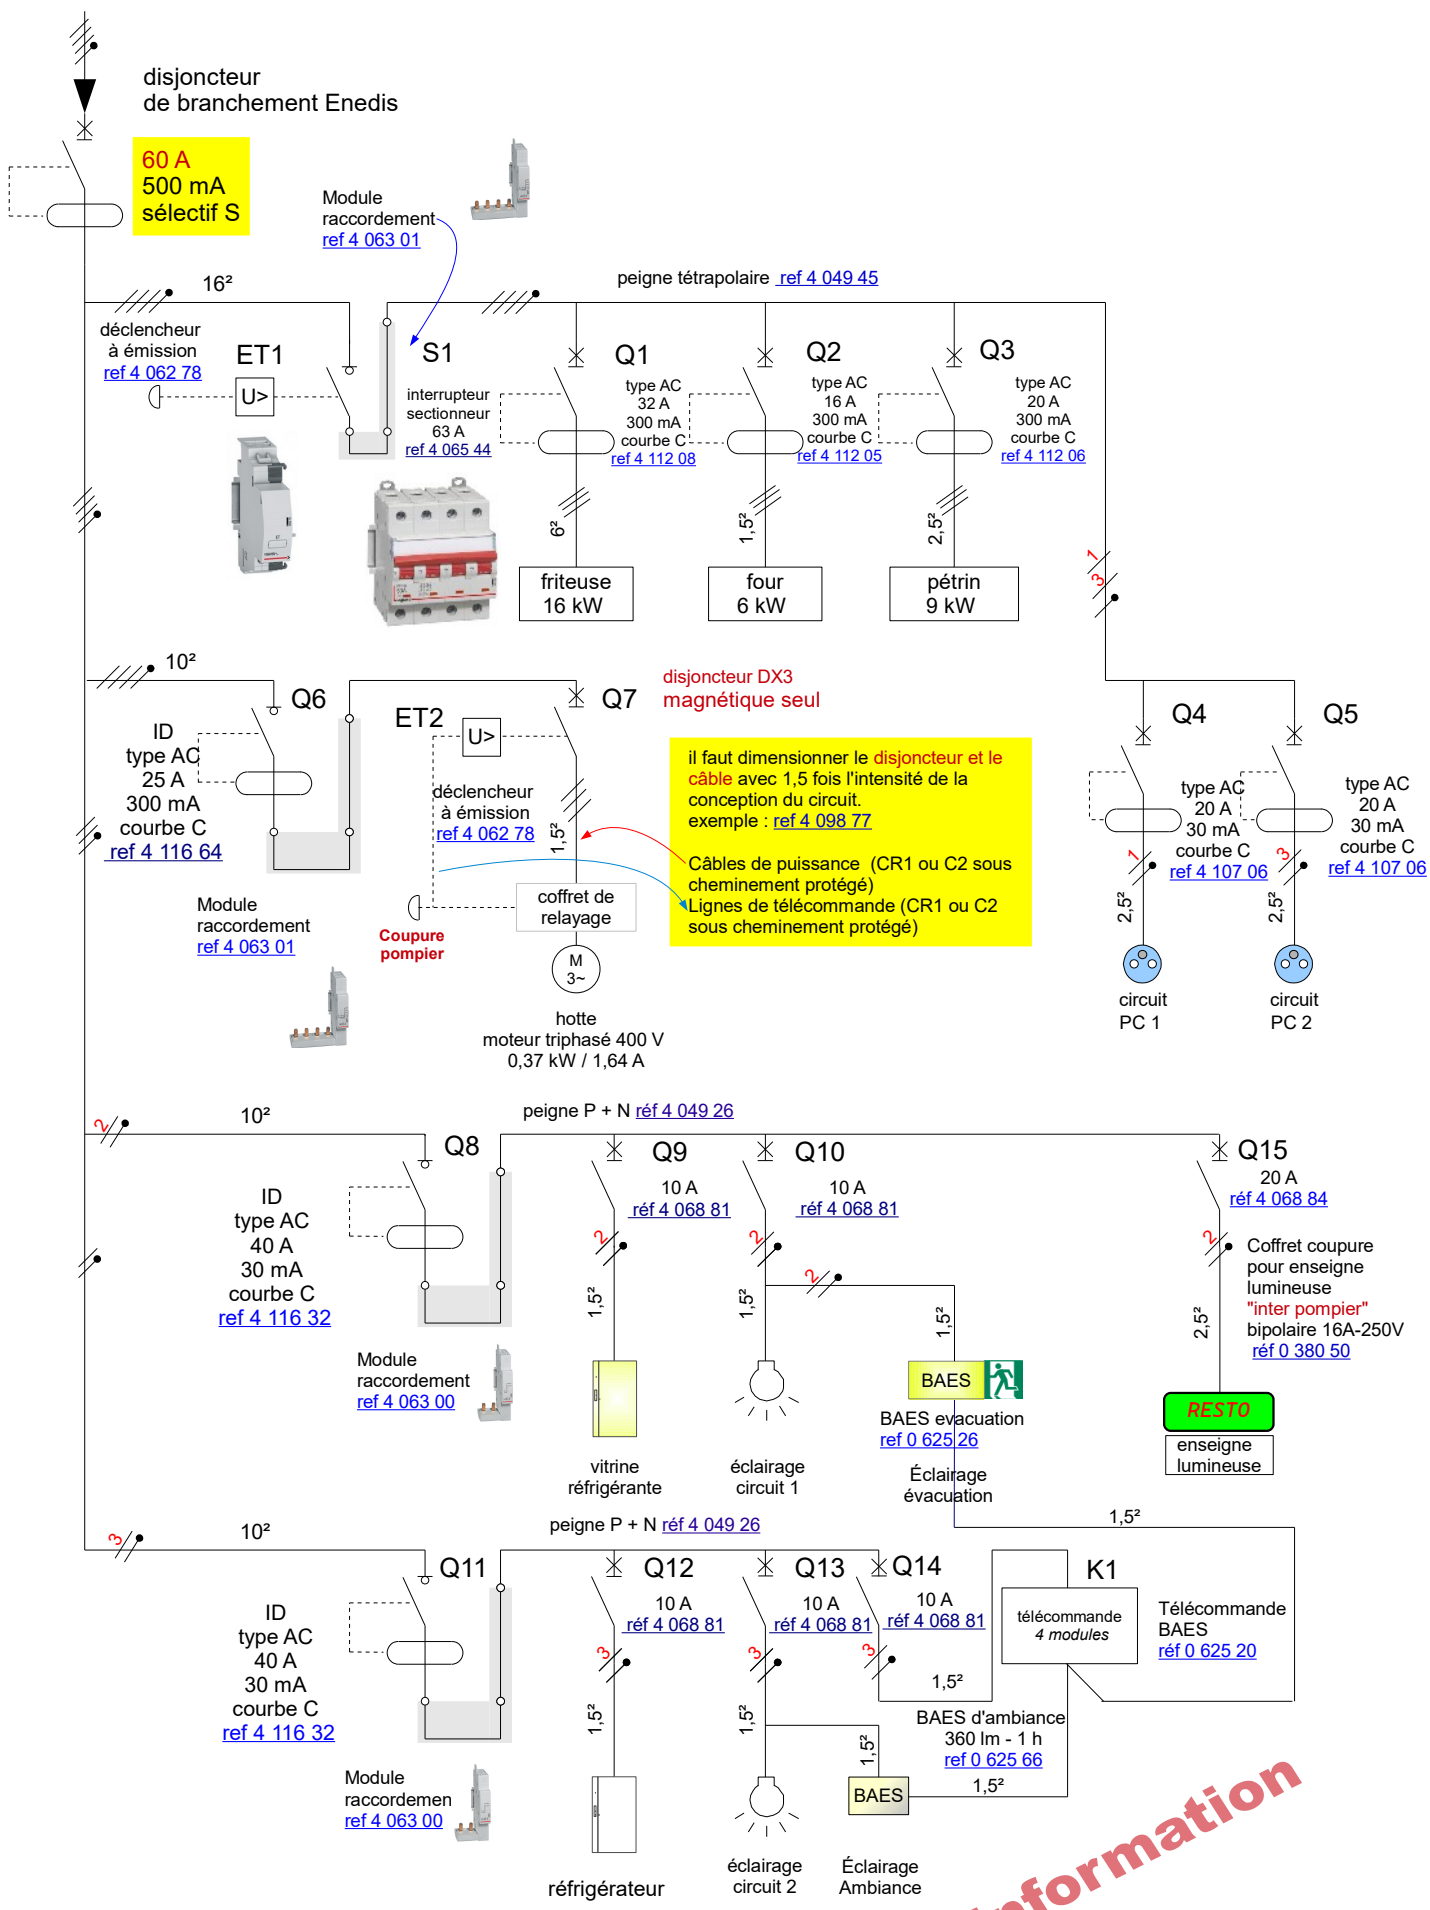 disjoncteur
de branchement Enedis
60 A
500 mA
sélectif S
Module
raccordement
ref 4 063 01
16²
peigne tétrapolaire ref 4 049 45
déclencheur
à émission
ref 4 062 78
ET1
U>
S1
interrupteur
sectionneur
63 A
ref 4 065 44
Q1
type AC
32 A
300 mA
courbe C
ref 4 112 08
6²
friteuse
16 kW
Q2
type AC
16 A
300 mA
courbe C
ref 4 112 05
1,5²
four
6 kW
Q3
type AC
20 A
300 mA
courbe C
ref 4 112 06
2,5²
pétrin
9 kW
1
3
10²
Q6
ID
type AC
25 A
300 mA
courbe C
ref 4 116 64
Module
raccordement
ref 4 063 01
ET2
U>
déclencheur
à émission
ref 4 062 78
Coupure
pompier
Q7
disjoncteur DX3
magnétique seul
1,5²
coffret de
relayage
M
3~
hotte
moteur triphasé 400 V
0,37 kW / 1,64 A
il faut dimensionner le disjoncteur et le
câble avec 1,5 fois l'intensité de la
conception du circuit.
exemple : ref 4 098 77
Câbles de puissance (CR1 ou C2 sous
cheminement protégé)
Lignes de télécommande (CR1 ou C2
sous cheminement protégé)
Q4
type AC
20 A
30 mA
courbe C
ref 4 107 06
1
2,5²
circuit
PC 1
Q5
type AC
20 A
30 mA
courbe C
ref 4 107 06
3
2,5²
circuit
PC 2
2
10²
Q8
ID
type AC
40 A
30 mA
courbe C
ref 4 116 32
Module
raccordement
ref 4 063 00
peigne P + N réf 4 049 26
Q9
10 A
réf 4 068 81
2
1,5²
vitrine
réfrigérante
Q10
10 A
réf 4 068 81
2
1,5²
éclairage
circuit 1
2
1,5²
BAES
BAES evacuation
ref 0 625 26
Éclairage
évacuation
Q15
20 A
réf 4 068 84
2
2,5²
Coffret coupure
pour enseigne
lumineuse
"inter pompier"
bipolaire 16A-250V
réf 0 380 50
RESTO
enseigne
lumineuse
1,5²
3
10²
Q11
ID
type AC
40 A
30 mA
courbe C
ref 4 116 32
Module
raccordemen
ref 4 063 00
peigne P + N réf 4 049 26
Q12
10 A
réf 4 068 81
3
1,5²
réfrigérateur
Q13
10 A
réf 4 068 81
3
1,5²
éclairage
circuit 2
Q14
10 A
réf 4 068 81
3
1,5²
K1
télécommande
4 modules
Télécommande
BAES
réf 0 625 20
BAES d'ambiance
360 lm - 1 h
ref 0 625 66
1,5²
1,5²
BAES
Éclairage
Ambiance
nformation